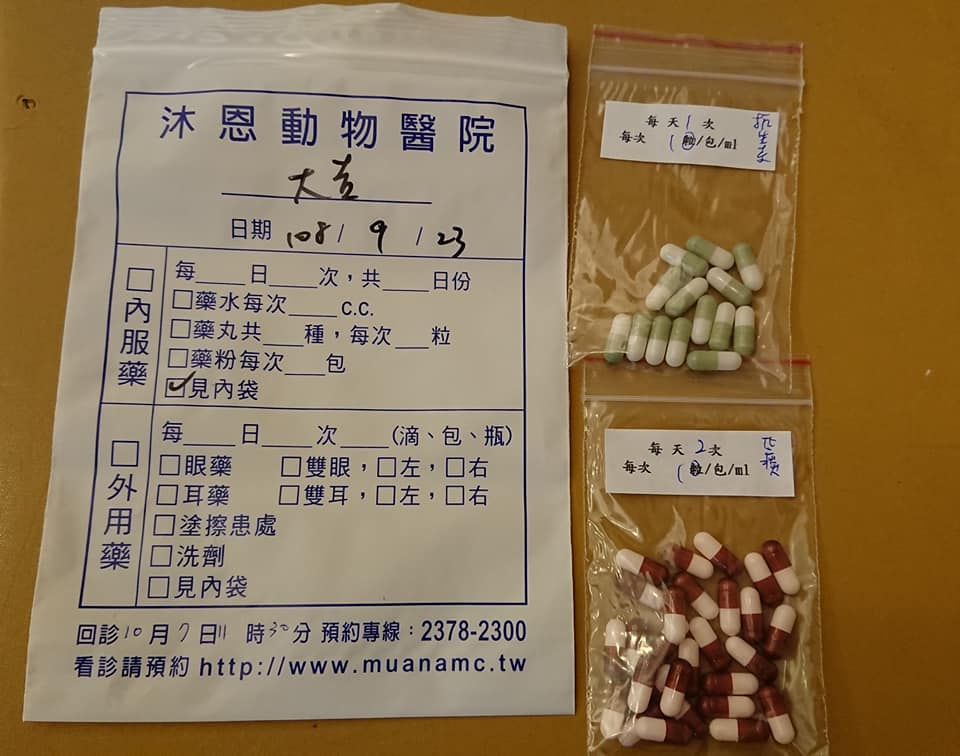 沐恩動物醫院
大吉
日期 108/ 9 / 23
□內服藥
每____日____次，共____日份
□藥水每次____c.c.
□藥丸共___種，每次___粒
□藥粉每次___包
☑見內袋
□外用藥
每____日____次____(滴、包、瓶)
□眼藥 □雙眼，□左，□右
□耳藥 □雙耳，□左，□右
□塗擦患處
□洗劑
□見內袋
回診10月7日11時30分 預約專線：2378-2300
看診請預約 http://www.muanamc.tw
每天1次
每次 1粒/包/ml
抗生素
每天2次
每次 1粒/包/ml